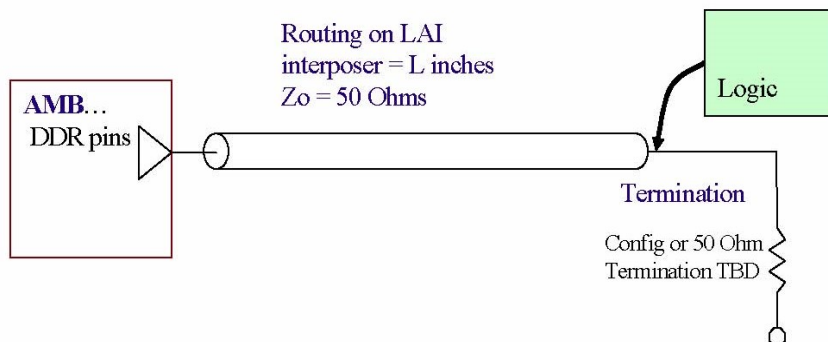 Routing on LAI
interposer = L inches
Zo = 50 Ohms
Logic
AMB...
DDR pins
Termination
Config or 50 Ohm
Termination TBD